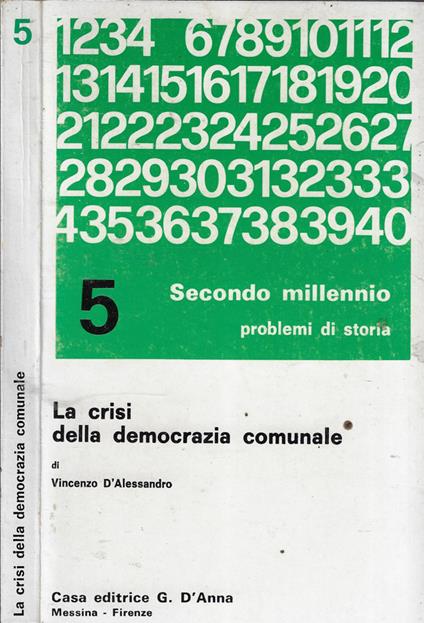 5
La crisi della democrazia comunale
1234 6789101112
1314151617181920
21222324252627
28293031323333
4353637383940
5
Secondo millennio
problemi di storia
La crisi
della democrazia comunale
di
Vincenzo D'Alessandro
Casa editrice G. D'Anna
Messina - Firenze